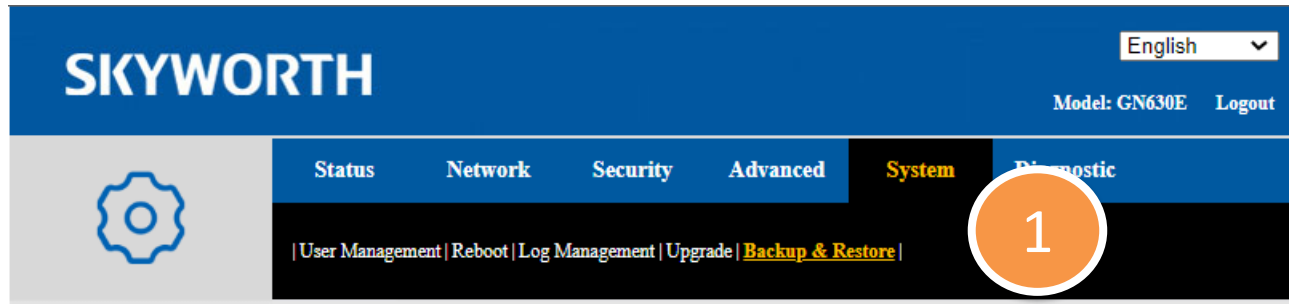 SKYWORTH
English
Model: GN630E Logout
Status Network Security Advanced System Diagnostic
|User Management|Reboot|Log Management|Upgrade|Backup & Restore|
1